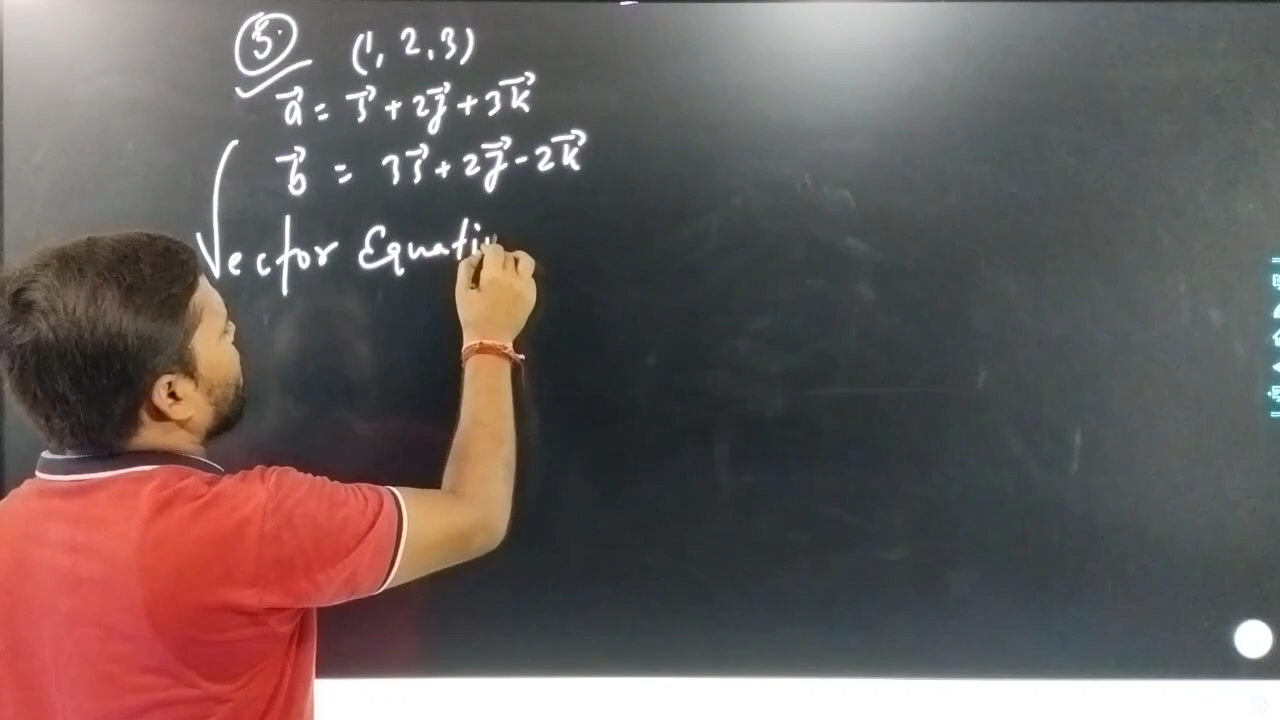 5. (1, 2, 3)
a⃗ = i⃗ + 2j⃗ + 3k⃗
b⃗ = 3i⃗ + 2j⃗ - 2k⃗
Vector Equati